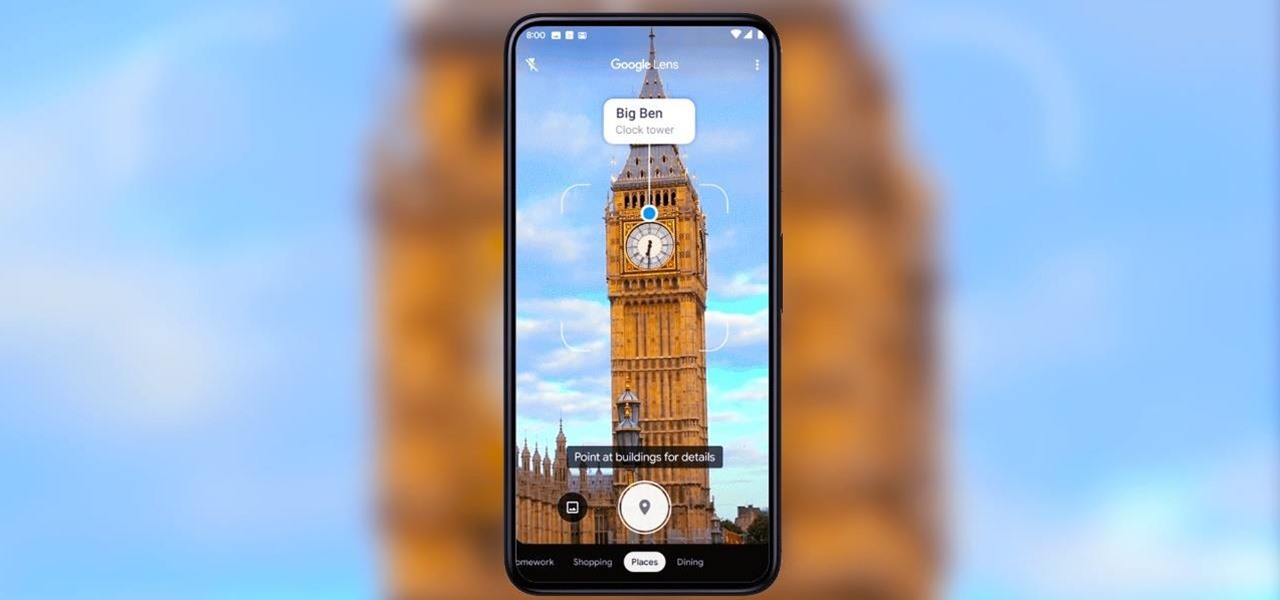 8:00
Google Lens
Big Ben
Clock tower
Point at buildings for details
omework Shopping Places Dining